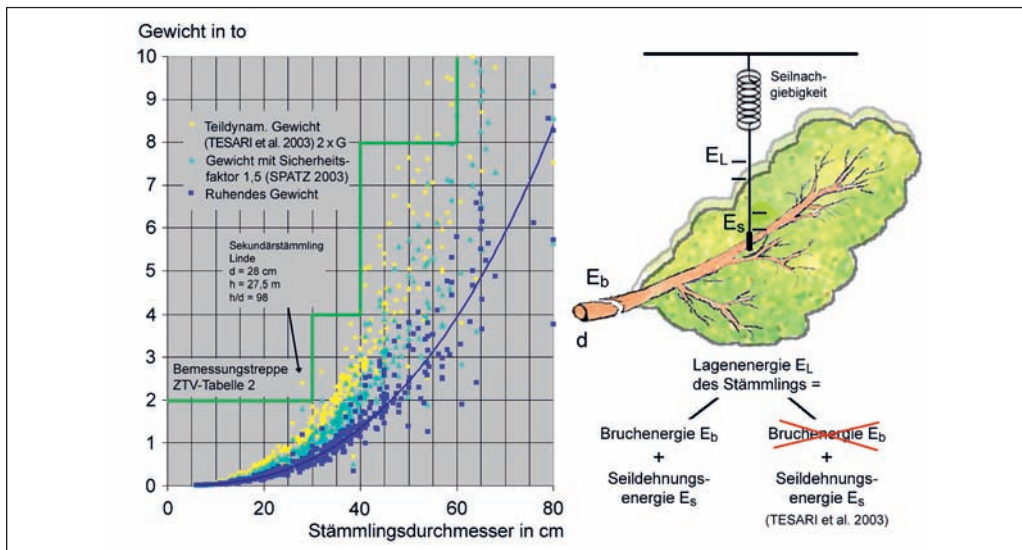 Gewicht in to
10
9
8
7
6
5
4
3
2
1
0
Teildynam. Gewicht
(TESARI et al. 2003) 2 x G
Gewicht mit Sicherheits-
faktor 1,5 (SPATZ 2003)
Ruhendes Gewicht
Sekundärstämmling
Linde
d = 28 cm
h = 27,5 m
h/d = 98
Bemessungstreppe
ZTV-Tabelle 2
0 20 40 60 80
Stämmlingsdurchmesser in cm
Seilnach-
giebigkeit
EL
Es
Eb
d
Lagenenergie EL
des Stämmlings =
Bruchenergie Eb
+
Seildehnungs-
energie Es
Bruchenergie Eb
+
Seildehnungs-
energie Es
(TESARI et al. 2003)